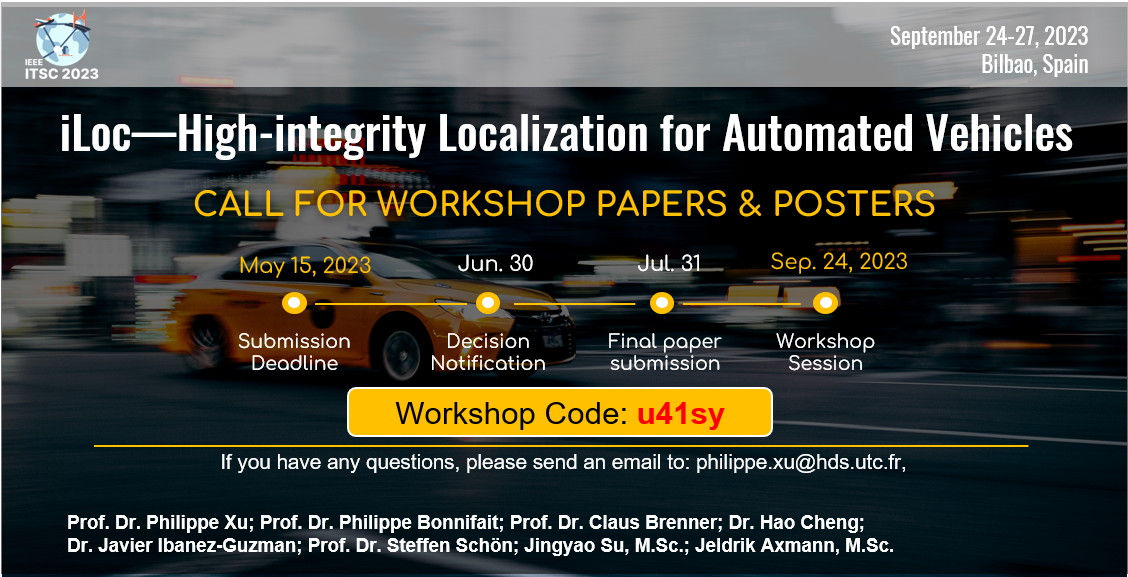 IEEE
ITSC 2023
September 24-27, 2023
Bilbao, Spain
iLoc—High-integrity Localization for Automated Vehicles
CALL FOR WORKSHOP PAPERS & POSTERS
May 15, 2023
Jun. 30
Jul. 31
Sep. 24, 2023
Submission
Deadline
Decision
Notification
Final paper
submission
Workshop
Session
Workshop Code: u41sy
If you have any questions, please send an email to: philippe.xu@hds.utc.fr,
Prof. Dr. Philippe Xu; Prof. Dr. Philippe Bonnifait; Prof. Dr. Claus Brenner; Dr. Hao Cheng;
Dr. Javier Ibanez-Guzman; Prof. Dr. Steffen Schön; Jingyao Su, M.Sc.; Jeldrik Axmann, M.Sc.